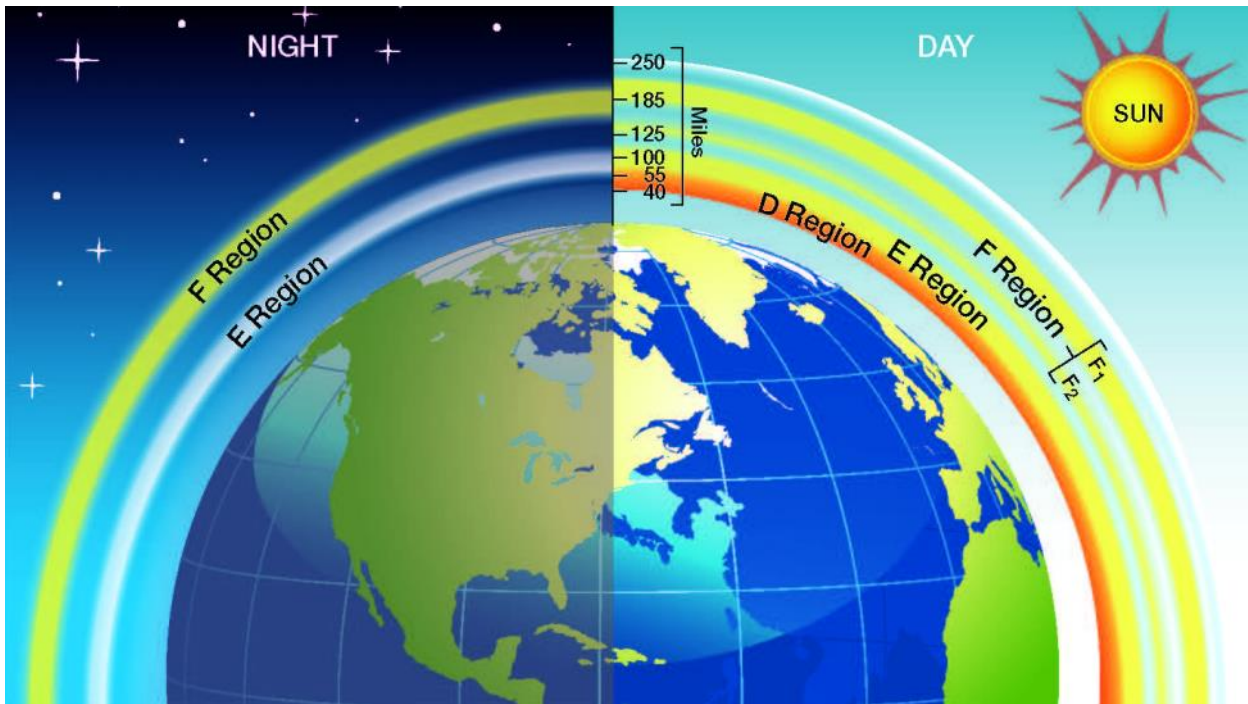 NIGHT
DAY
250
185
125
100
55
40
Miles
SUN
F Region
E Region
D Region
E Region
F Region
F1
F2